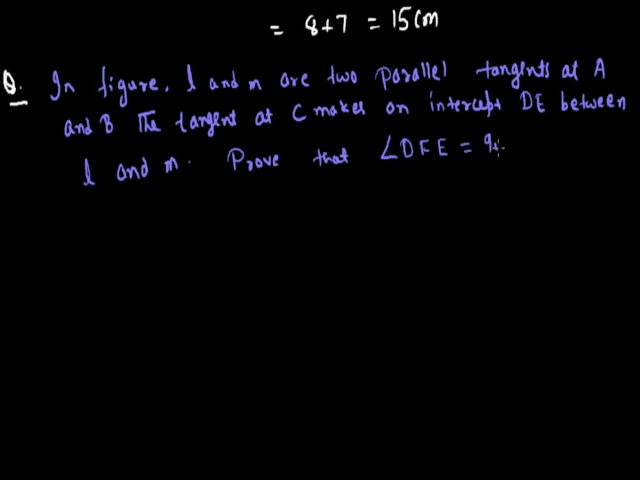 = 8+7 = 15cm
Q. In figure, l and m are two parallel tangents at A
and B The tangent at C makes an intercept DE between
l and m. Prove that ∠DFE = 9